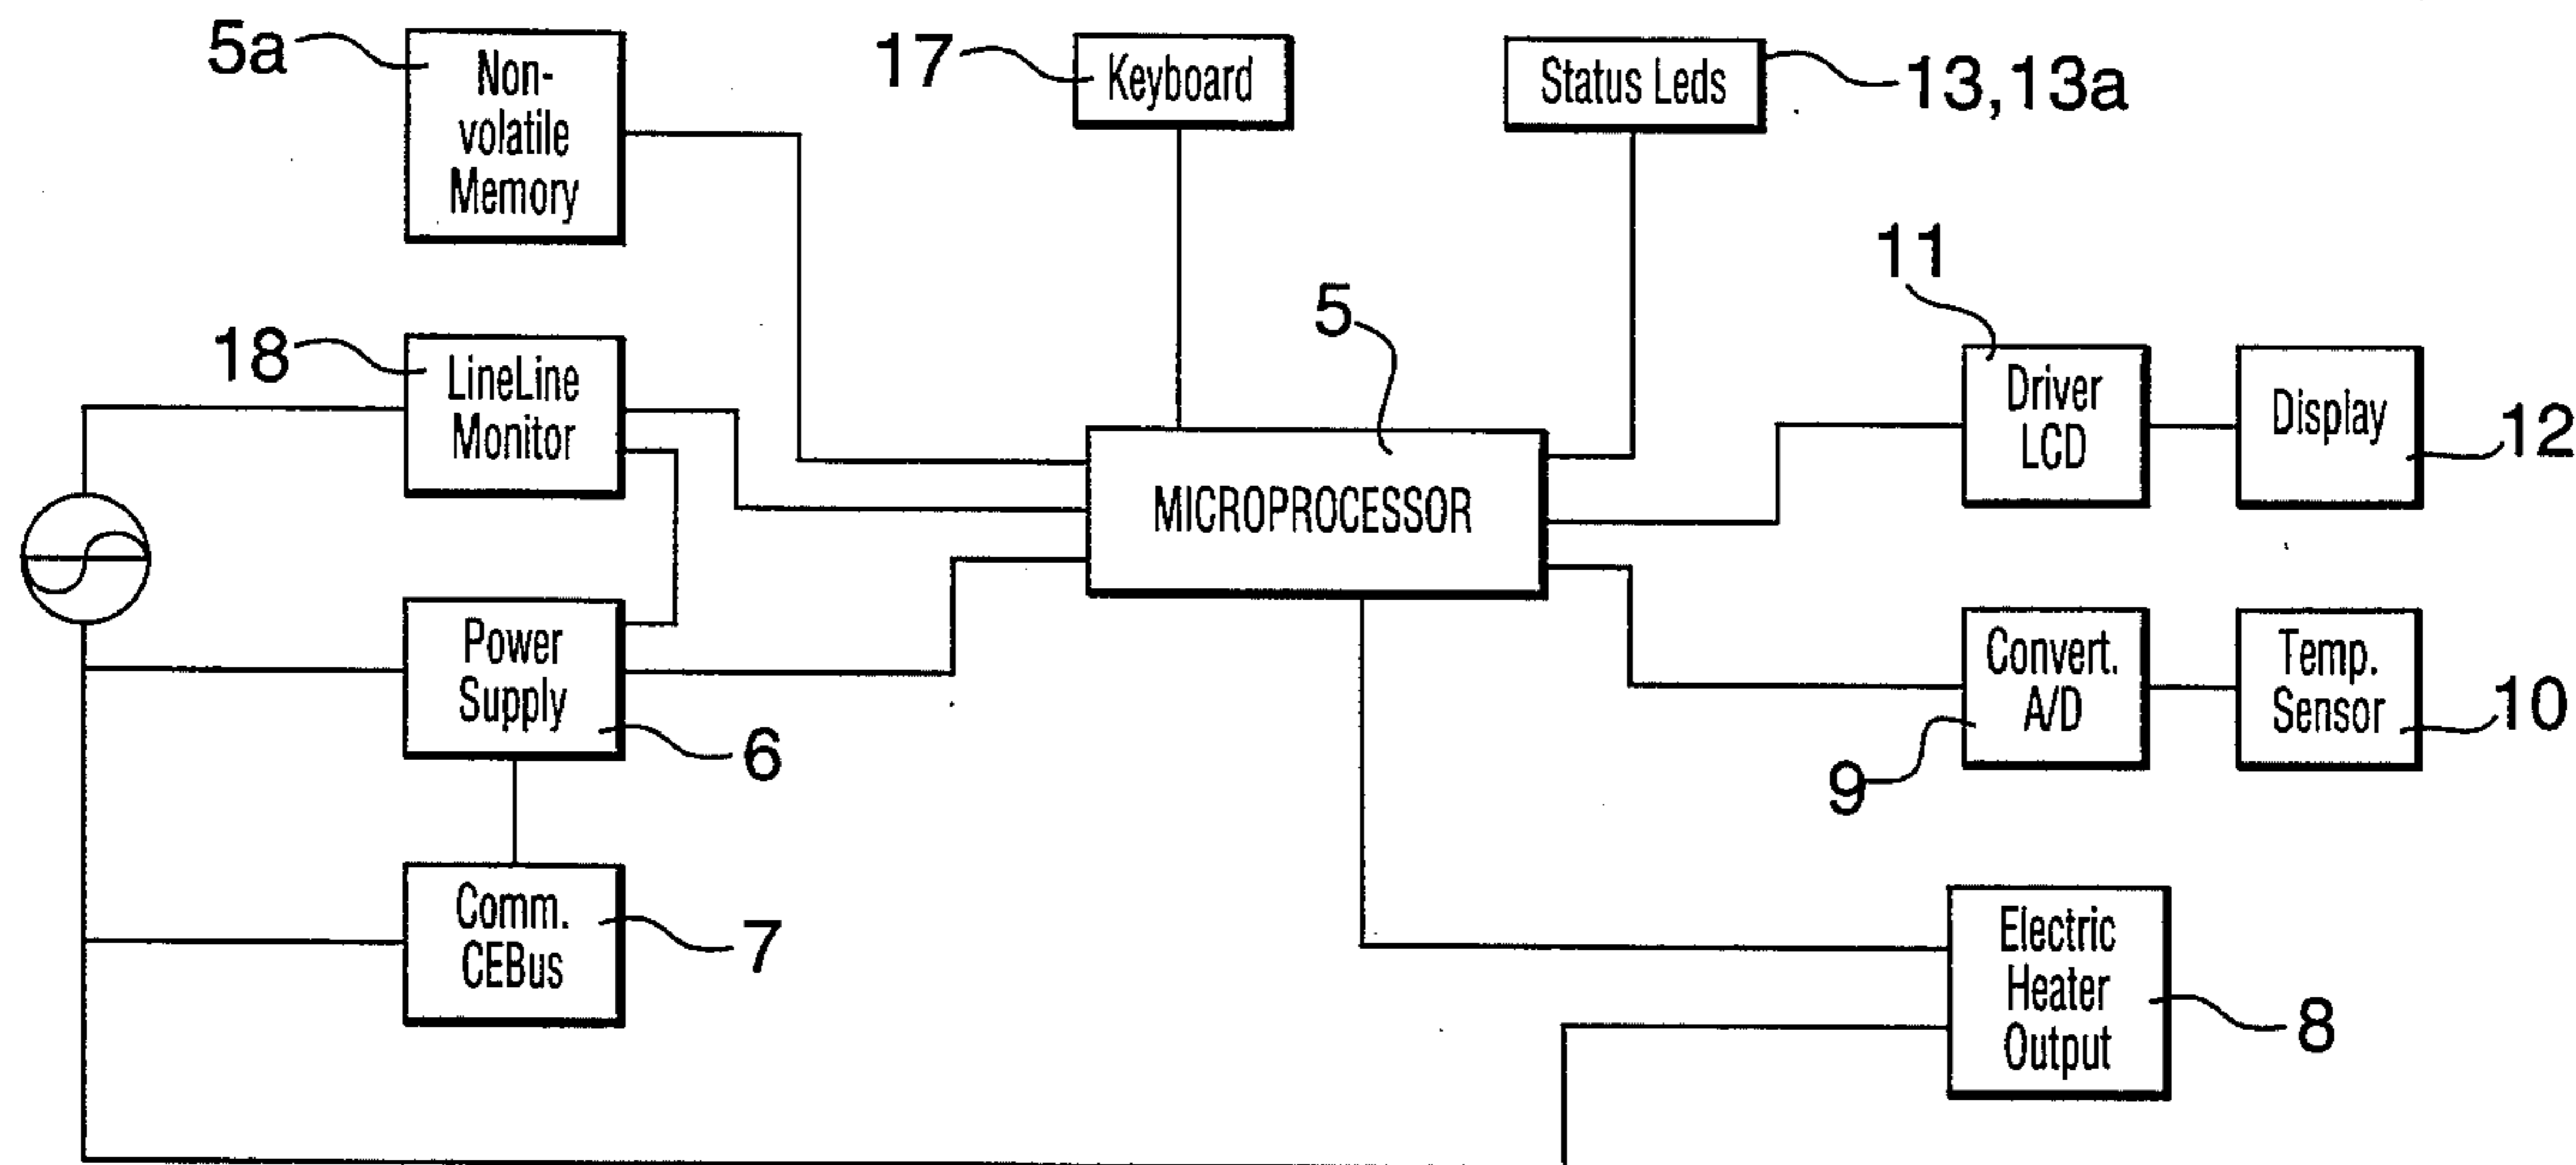 5a
Non-
volatile
Memory
17
Keyboard
Status Leds
13,13a
18
LineLine
Monitor
5
MICROPROCESSOR
11
Driver
LCD
Display
12
Power
Supply
6
Convert.
A/D
9
Temp.
Sensor
10
Comm.
CEBus
7
Electric
Heater
Output
8